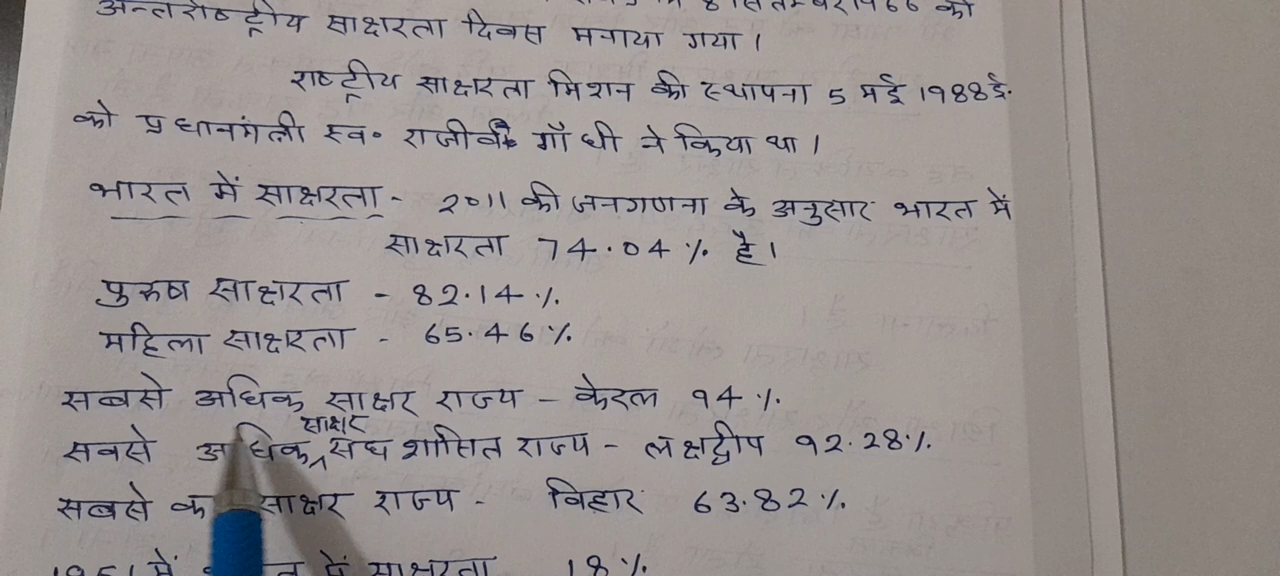 अन्तर्राष्ट्रीय साक्षरता दिवस मनाया गया।
राष्ट्रीय साक्षरता मिशन की स्थापना 5 मई 1988 ई.
को प्रधानमंत्री स्व० राजीव गाँधी ने किया था।
भारत में साक्षरता - 2011 की जनगणना के अनुसार भारत में
साक्षरता 74.04% है।
पुरुष साक्षरता - 82.14%
महिला साक्षरता - 65.46%
सबसे अधिक साक्षर राज्य - केरल 94%
सबसे अधिक साक्षर संघ शासित राज्य - लक्षद्वीप 92.28%
सबसे साक्षर राज्य - बिहार 63.82%
में साक्षरता 18%